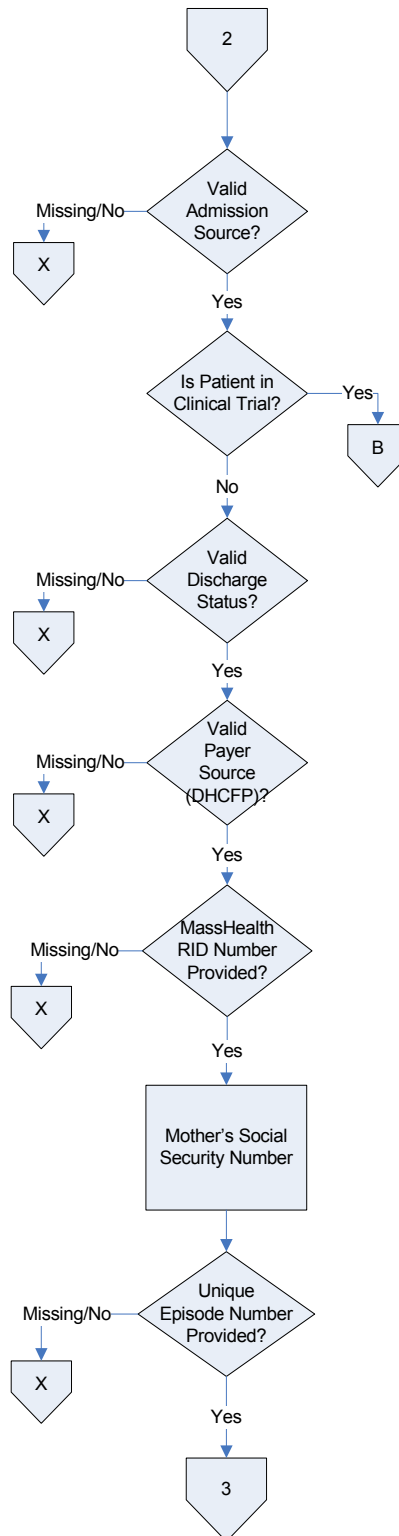 2
Valid
Admission
Source?
Missing/No
X
Yes
Is Patient in
Clinical Trial?
Yes
B
No
Valid
Discharge
Status?
Missing/No
X
Yes
Valid
Payer
Source
(DHCFP)?
Missing/No
X
Yes
MassHealth
RID Number
Provided?
Missing/No
X
Yes
Mother's Social
Security Number
Unique
Episode Number
Provided?
Missing/No
X
Yes
3